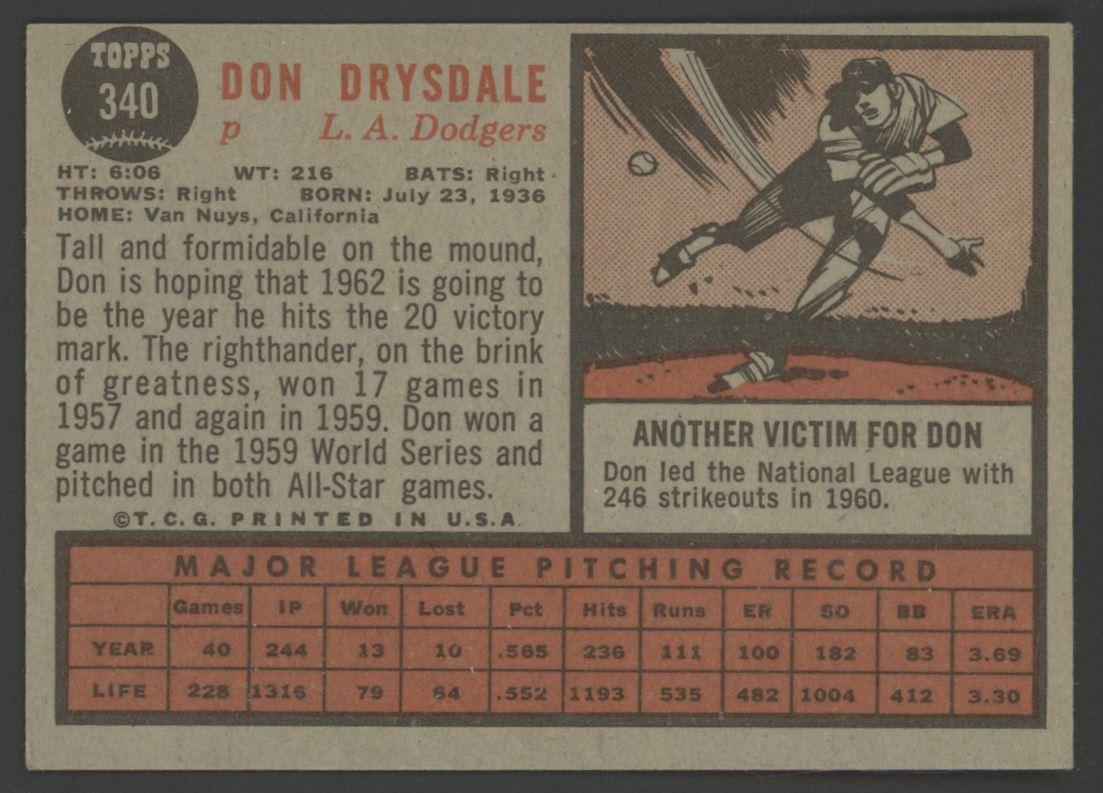 TOPPS
340
DON DRYSDALE
p L. A. Dodgers
HT: 6:06 WT: 216 BATS: Right
THROWS: Right BORN: July 23, 1936
HOME: Van Nuys, California
Tall and formidable on the mound,
Don is hoping that 1962 is going to
be the year he hits the 20 victory
mark. The righthander, on the brink
of greatness, won 17 games in
1957 and again in 1959. Don won a
game in the 1959 World Series and
pitched in both All-Star games.
©T. C. G. PRINTED IN U.S.A.
ANOTHER VICTIM FOR DON
Don led the National League with
246 strikeouts in 1960.
MAJOR LEAGUE PITCHING RECORD
Games IP Won Lost Pct Hits Runs ER SO BB ERA
YEAR 40 244 13 10 .565 236 111 100 182 83 3.69
LIFE 228 1316 79 64 .552 1193 535 482 1004 412 3.30